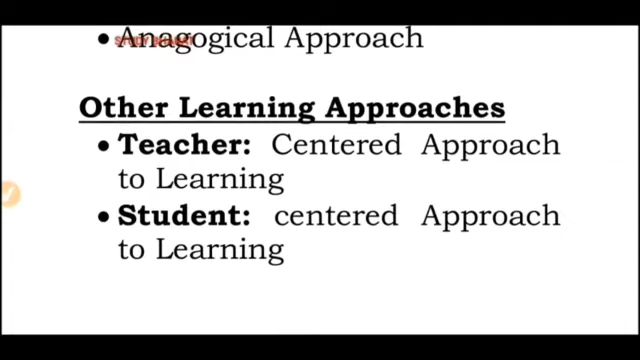 • Anagogical Approach
Other Learning Approaches
• Teacher: Centered Approach
to Learning
• Student: centered Approach
to Learning